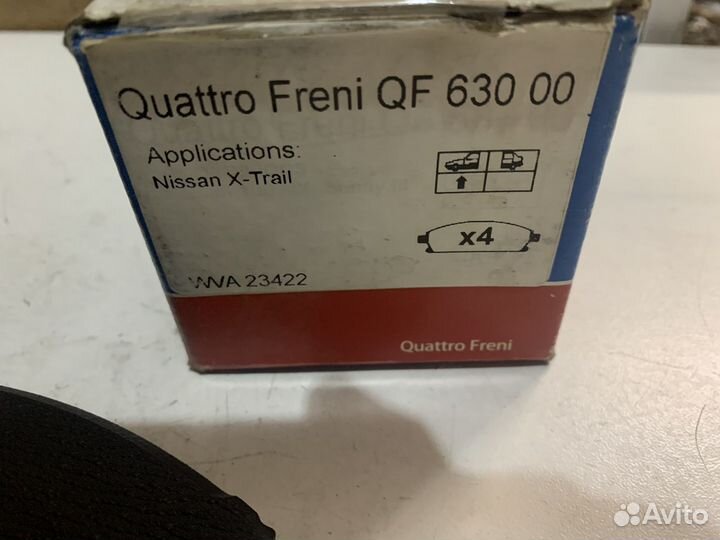 Quattro Freni QF 630 00
Applications:
Nissan X-Trail
x4
WVA 23422
Quattro Freni
Avito